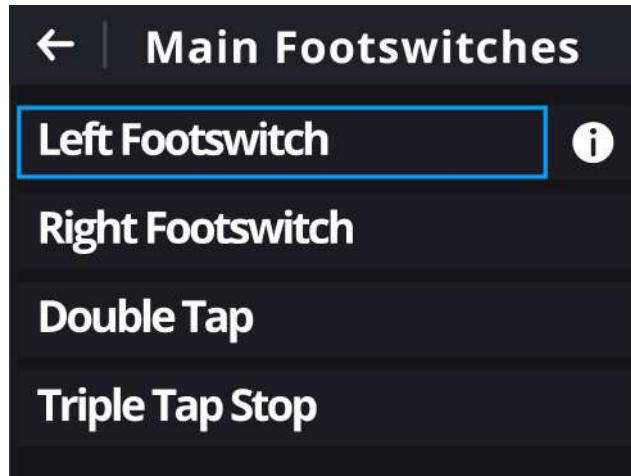 Main Footswitches
Left Footswitch
Right Footswitch
Double Tap
Triple Tap Stop